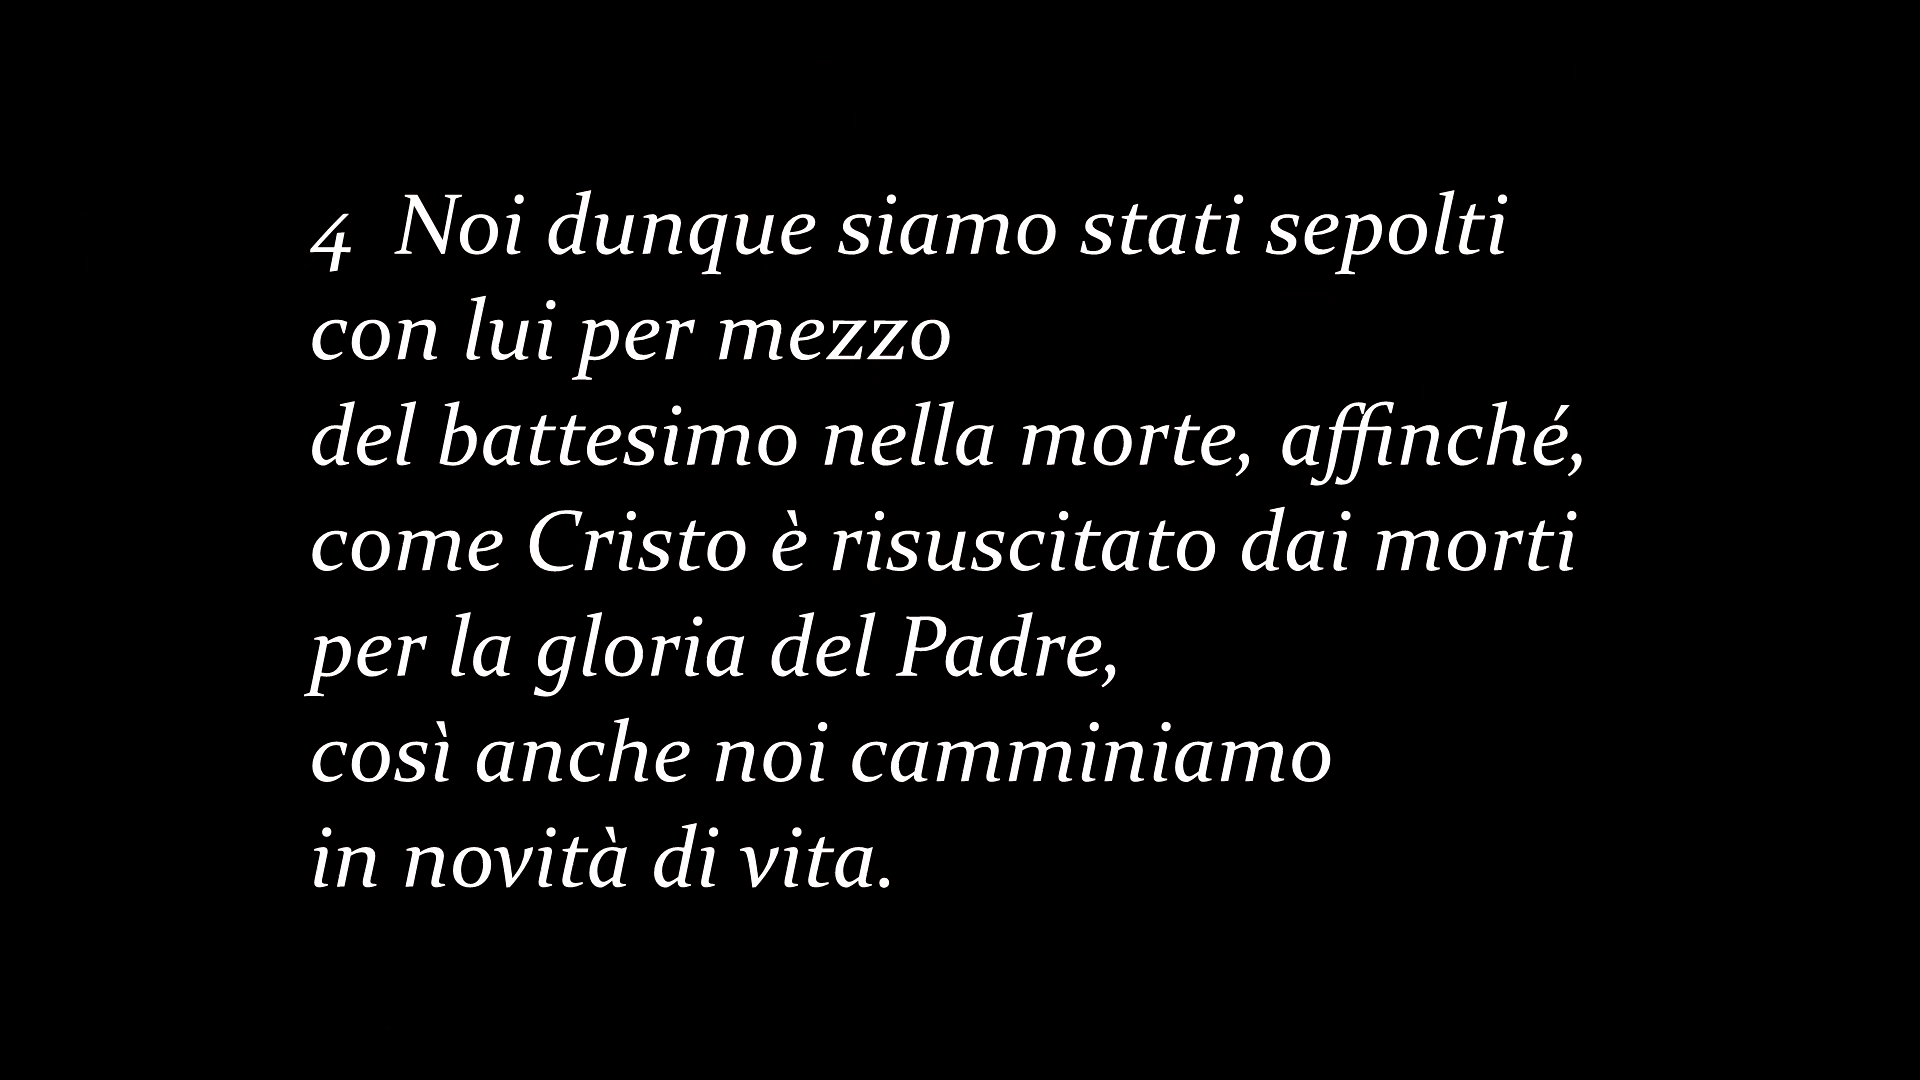 4 Noi dunque siamo stati sepolti
con lui per mezzo
del battesimo nella morte, affinché,
come Cristo è risuscitato dai morti
per la gloria del Padre,
così anche noi camminiamo
in novità di vita.